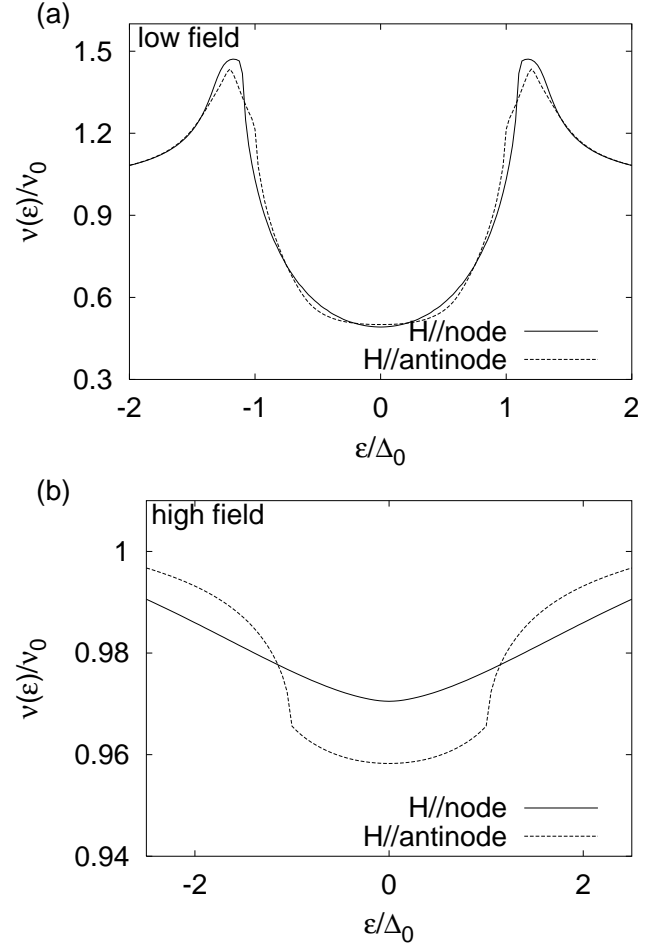 (a)
low field
1.5
1.2
0.9
0.6
0.3
ν(ε)/ν0
H//node
H//antinode
-2 -1 0 1 2
ε/Δ0
(b)
high field
1
0.98
0.96
0.94
ν(ε)/ν0
H//node
H//antinode
-2 0 2
ε/Δ0